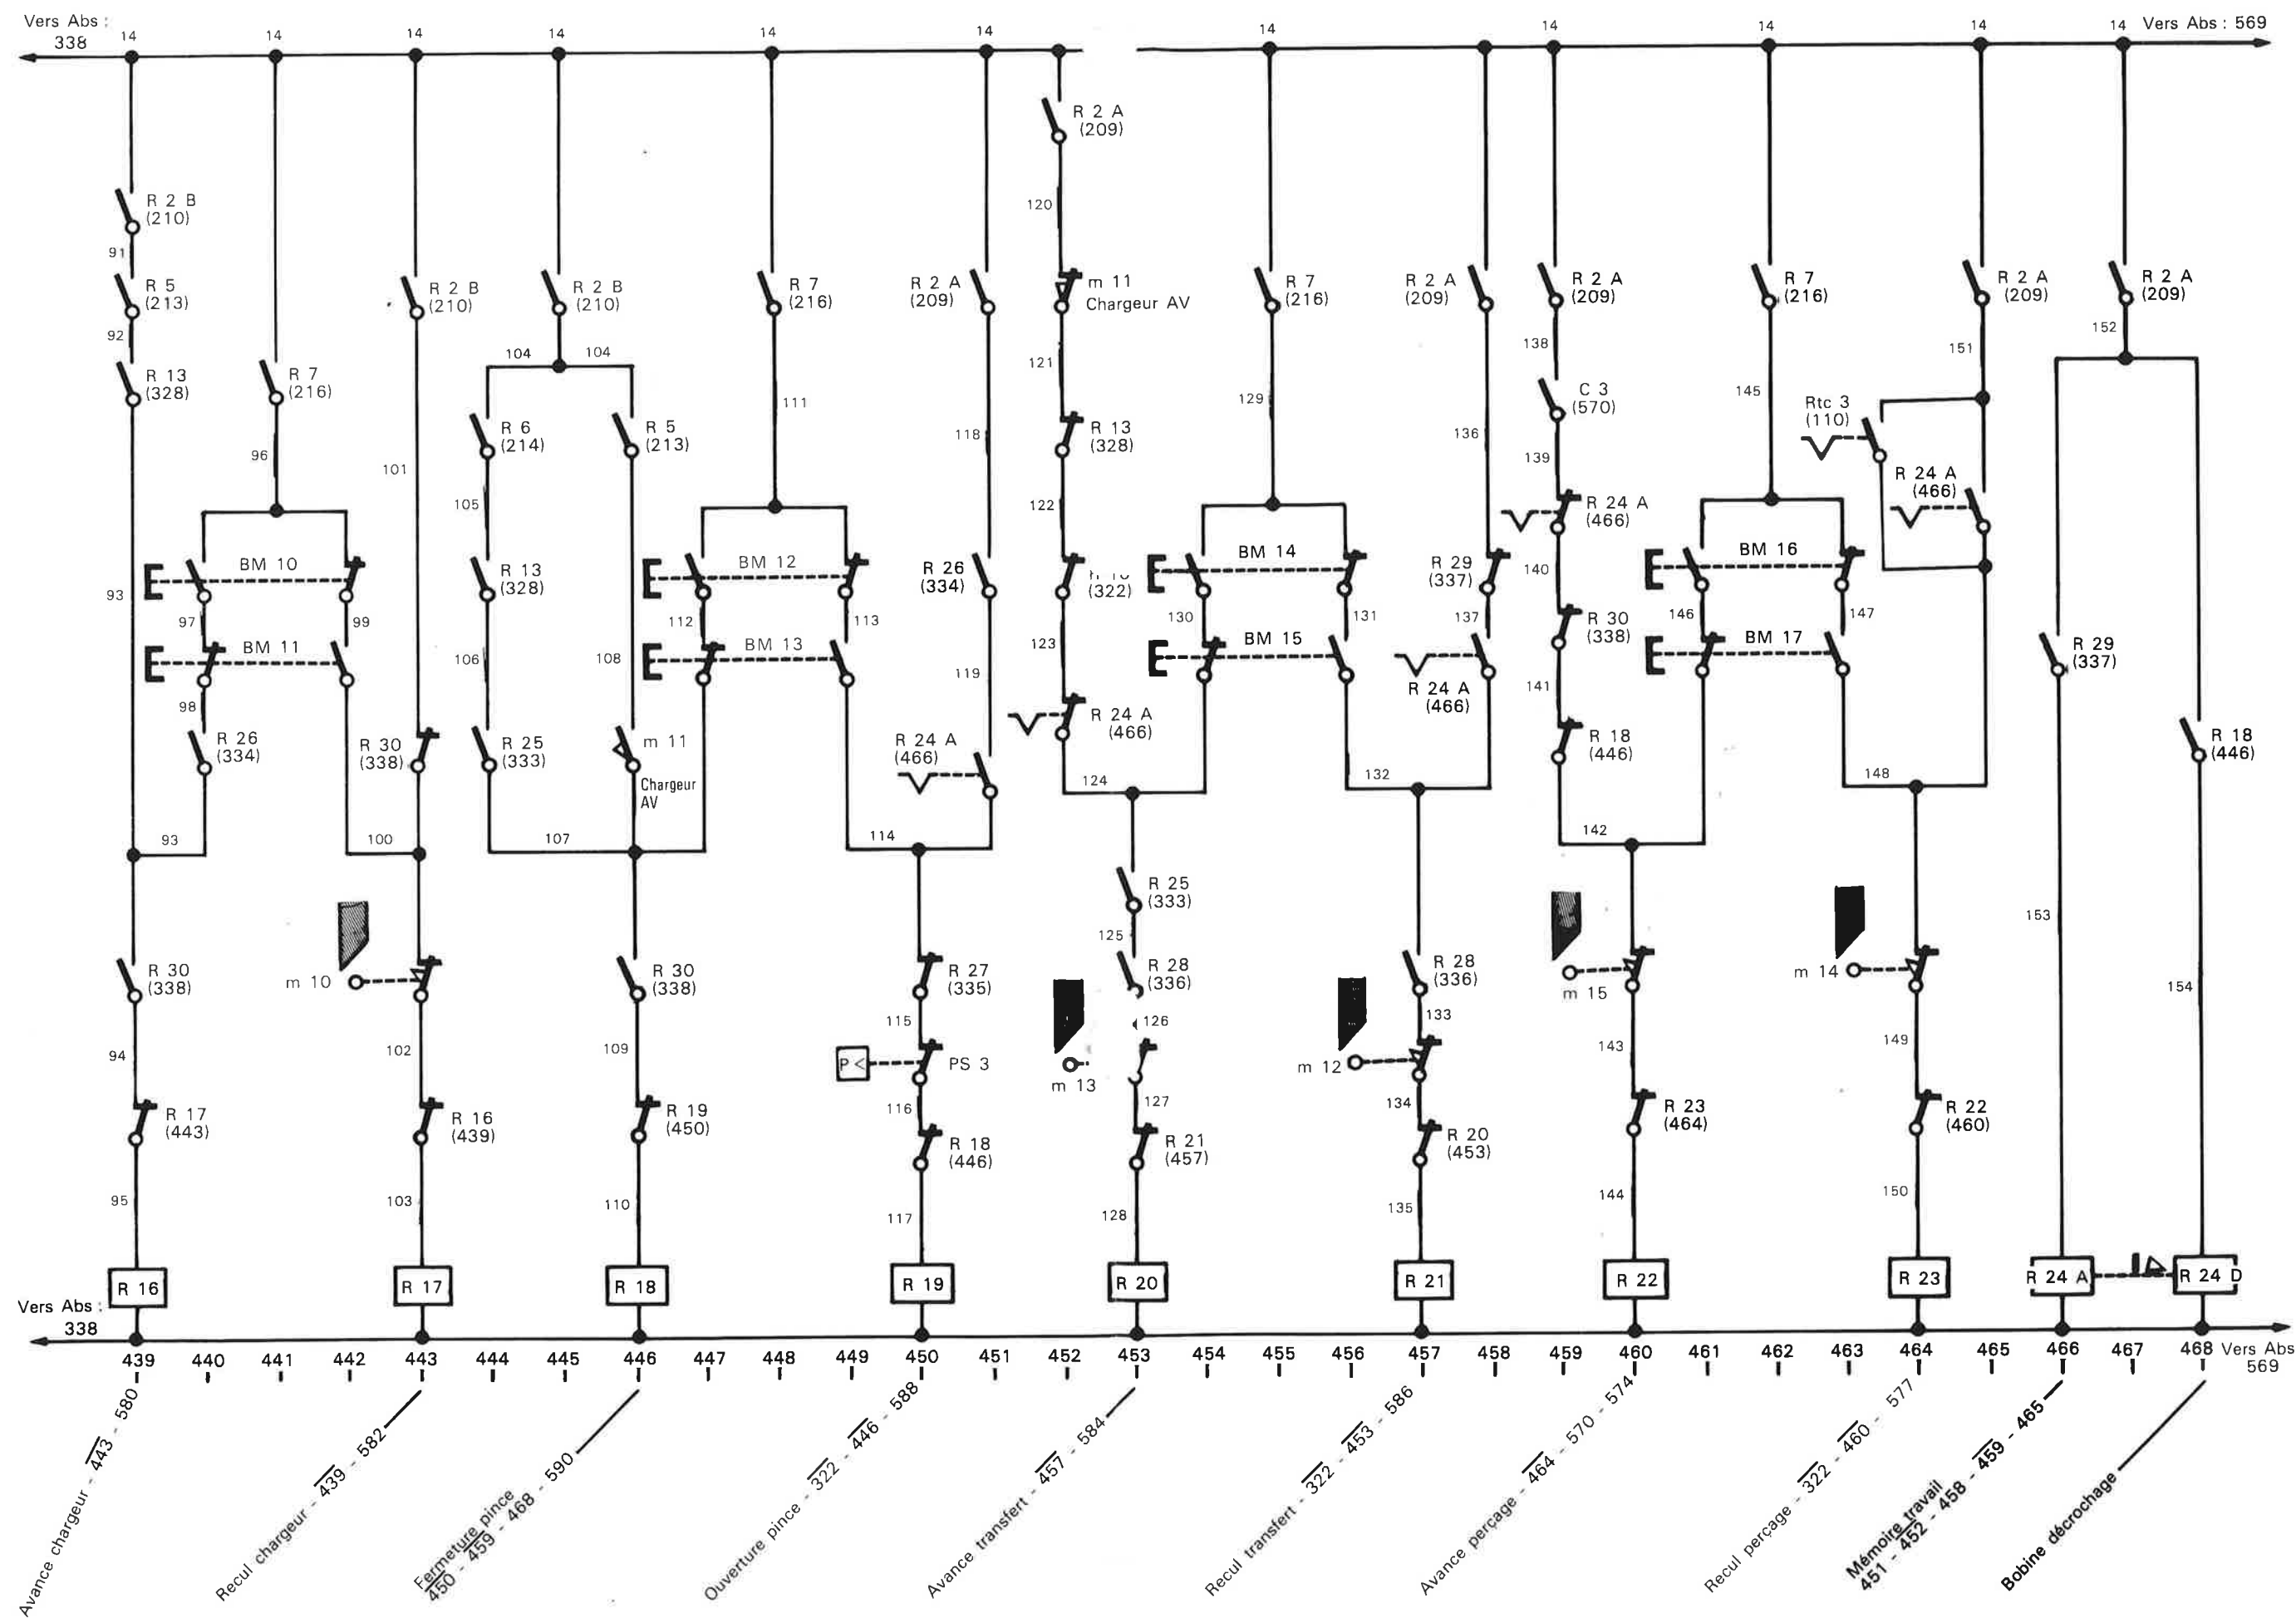 Vers Abs :
338
14
14
14
14
14
14
14
14
14
14
14
Vers Abs : 569
R 2 A
(209)
120
R 2 B
(210)
91
R 5
(213)
92
R 13
(328)
R 7
(216)
96
R 2 B
(210)
101
R 2 B
(210)
104
104
R 6
(214)
R 5
(213)
105
R 13
(328)
106
108
R 25
(333)
m 11
Chargeur
AV
107
R 7
(216)
111
R 2 A
(209)
118
R 26
(334)
119
R 24 A
(466)
m 11
Chargeur AV
121
R 13
(328)
122
(322)
123
R 24 A
(466)
124
R 7
(216)
129
R 2 A
(209)
136
R 29
(337)
137
R 24 A
(466)
R 2 A
(209)
138
C 3
(570)
139
R 24 A
(466)
140
R 30
(338)
141
R 18
(446)
142
R 7
(216)
145
R 2 A
(209)
151
Rtc 3
(110)
R 24 A
(466)
R 2 A
(209)
152
R 29
(337)
R 18
(446)
153
154
93
BM 10
97
99
BM 11
98
R 26
(334)
93
R 30
(338)
100
BM 12
112
113
BM 13
114
BM 14
130
131
BM 15
132
BM 16
146
147
BM 17
148
R 30
(338)
94
R 17
(443)
95
m 10
102
R 16
(439)
103
R 30
(338)
109
R 19
(450)
110
R 27
(335)
115
P <
PS 3
116
R 18
(446)
117
R 25
(333)
125
R 28
(336)
126
m 13
127
R 21
(457)
128
R 28
(336)
133
m 12
134
R 20
(453)
135
m 15
143
R 23
(464)
144
m 14
149
R 22
(460)
150
R 16
R 17
R 18
R 19
R 20
R 21
R 22
R 23
R 24 A
R 24 D
Vers Abs :
338
439 440 441 442 443 444 445 446 447 448 449 450 451 452 453 454 455 456 457 458 459 460 461 462 463 464 465 466 467 468
Vers Abs
569
Avance chargeur - 443 - 580
Recul chargeur - 439 - 582
Fermeture pince
450 - 459 - 468 - 590
Ouverture pince - 322 - 446 - 588
Avance transfert - 457 - 584
Recul transfert - 322 - 453 - 586
Avance perçage - 464 - 570 - 574
Recul perçage - 322 - 460 - 577
Mémoire travail
451 - 452 - 458 - 459 - 465
Bobine décrochage